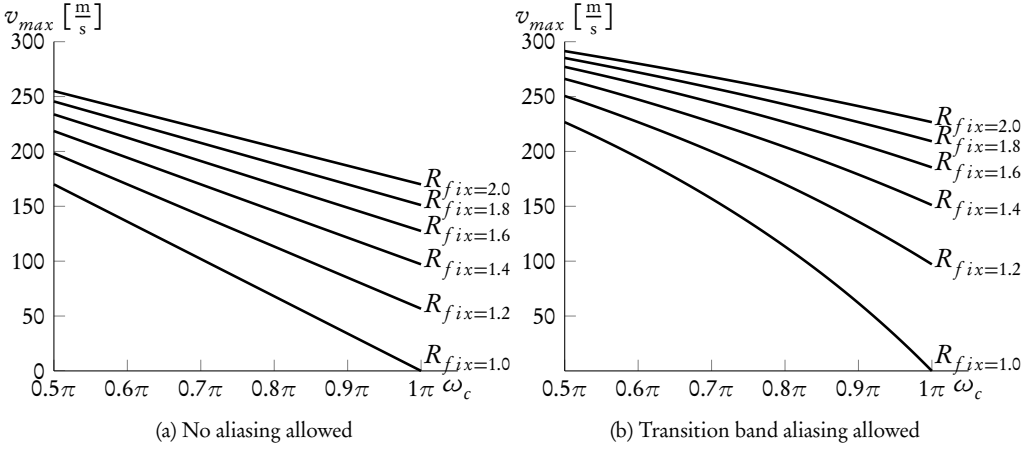 v_max [m/s]
300
250
200
150
100
50
0
0.5π 0.6π 0.7π 0.8π 0.9π 1π ω_c
R_fix=2.0
R_fix=1.8
R_fix=1.6
R_fix=1.4
R_fix=1.2
R_fix=1.0
(a) No aliasing allowed
v_max [m/s]
300
250
200
150
100
50
0
0.5π 0.6π 0.7π 0.8π 0.9π 1π ω_c
R_fix=2.0
R_fix=1.8
R_fix=1.6
R_fix=1.4
R_fix=1.2
R_fix=1.0
(b) Transition band aliasing allowed